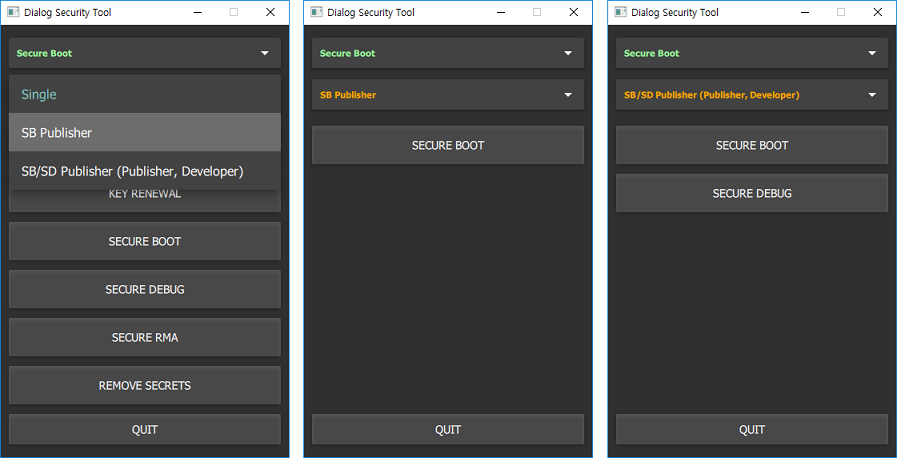 Dialog Security Tool
Secure Boot
Single
SB Publisher
SB/SD Publisher (Publisher, Developer)
KEY RENEWAL
SECURE BOOT
SECURE DEBUG
SECURE RMA
REMOVE SECRETS
QUIT
Dialog Security Tool
Secure Boot
SB Publisher
SECURE BOOT
QUIT
Dialog Security Tool
Secure Boot
SB/SD Publisher (Publisher, Developer)
SECURE BOOT
SECURE DEBUG
QUIT